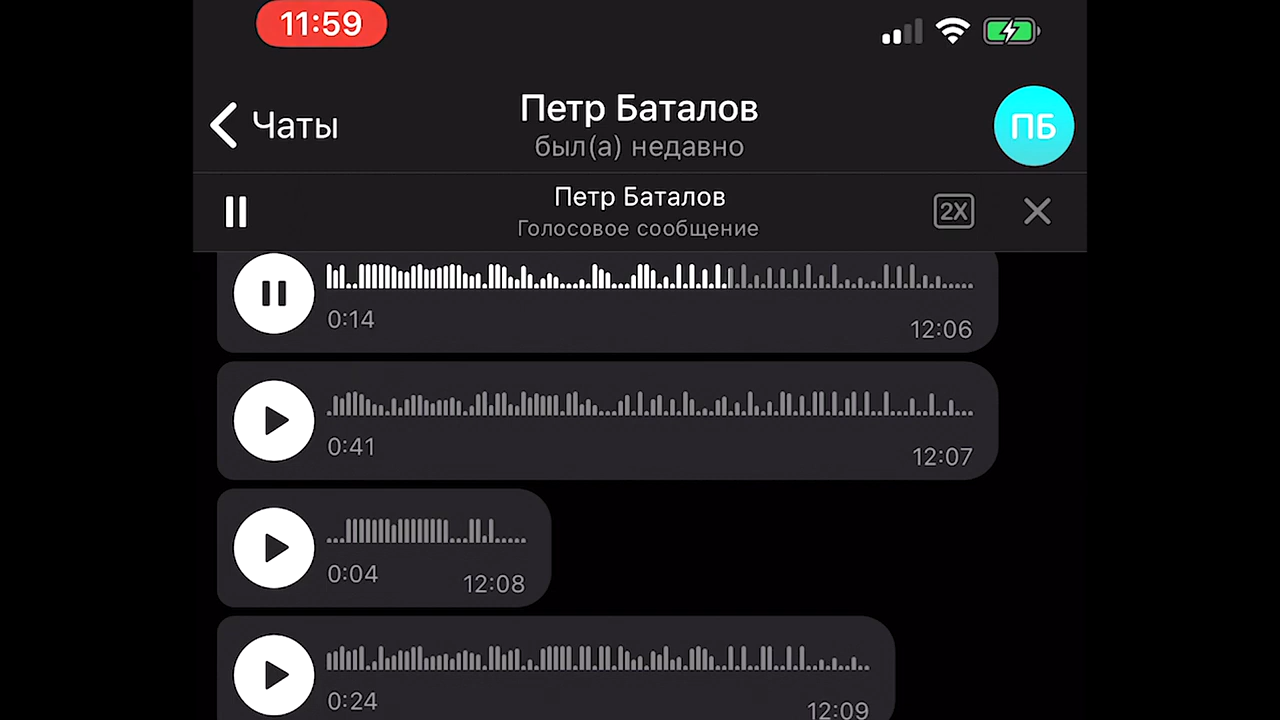 11:59
Чаты
Петр Баталов
был(а) недавно
ПБ
Петр Баталов
Голосовое сообщение
2X
0:14
12:06
0:41
12:07
0:04
12:08
0:24
12:09